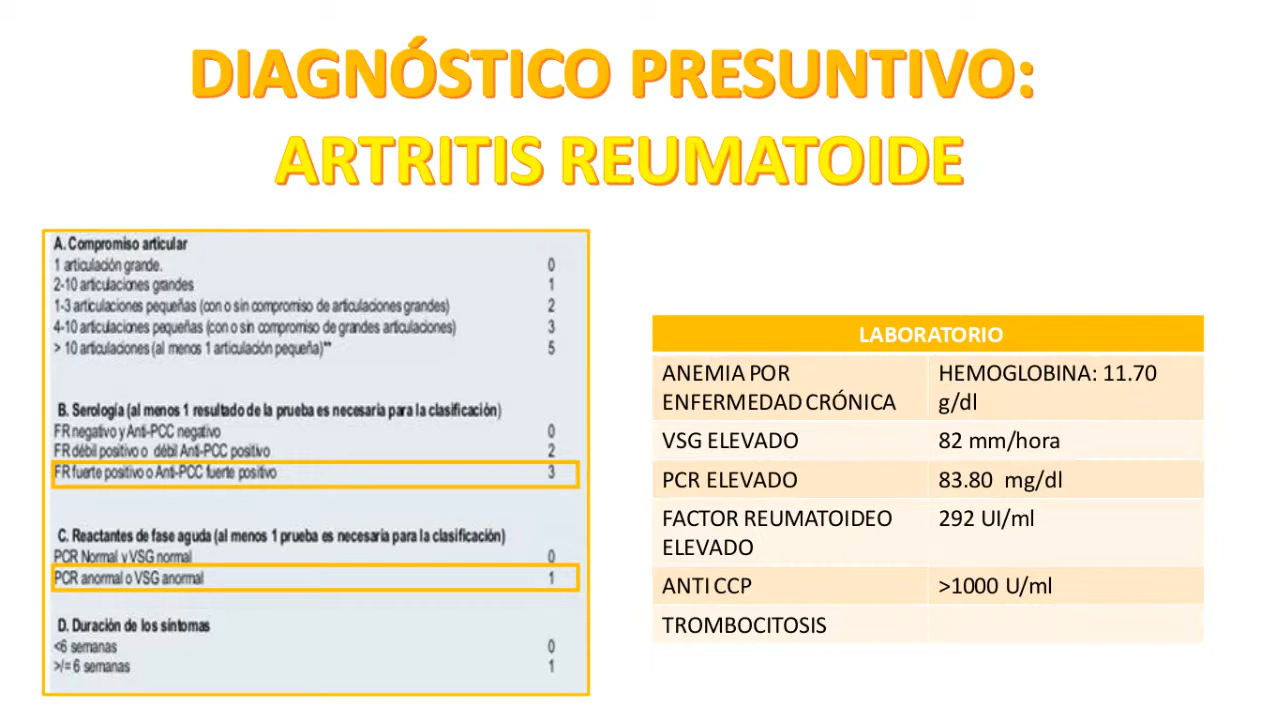 DIAGNÓSTICO PRESUNTIVO:
ARTRITIS REUMATOIDE
A. Compromiso articular
1 articulación grande. 0
2-10 articulaciones grandes 1
1-3 articulaciones pequeñas (con o sin compromiso de articulaciones grandes) 2
4-10 articulaciones pequeñas (con o sin compromiso de grandes articulaciones) 3
> 10 articulaciones (al menos 1 articulación pequeña)** 5
B. Serología (al menos 1 resultado de la prueba es necesaria para la clasificación)
FR negativo y Anti-PCC negativo 0
FR débil positivo o débil Anti-PCC positivo 2
FR fuerte positivo o Anti-PCC fuerte positivo 3
C. Reactantes de fase aguda (al menos 1 prueba es necesaria para la clasificación)
PCR Normal y VSG normal 0
PCR anormal o VSG anormal 1
D. Duración de los síntomas
<6 semanas 0
>/= 6 semanas 1
LABORATORIO
ANEMIA POR HEMOGLOBINA: 11.70
ENFERMEDAD CRÓNICA g/dl
VSG ELEVADO 82 mm/hora
PCR ELEVADO 83.80 mg/dl
FACTOR REUMATOIDEO 292 UI/ml
ELEVADO
ANTI CCP >1000 U/ml
TROMBOCITOSIS